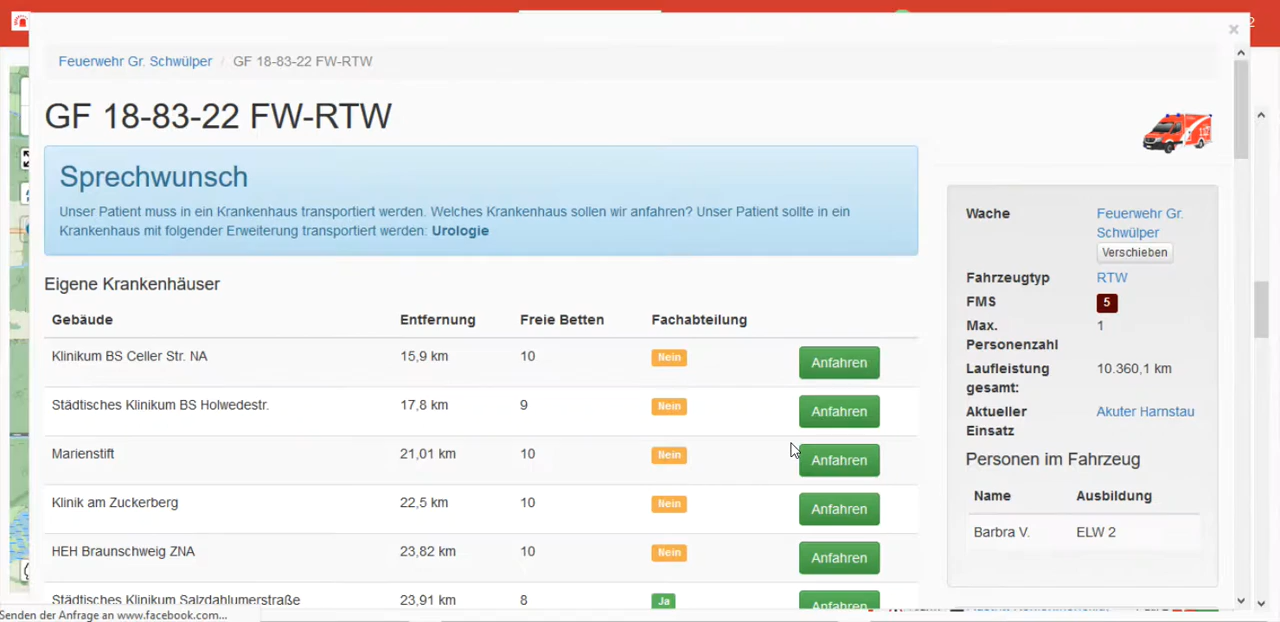 2
×
Feuerwehr Gr. Schwülper / GF 18-83-22 FW-RTW
GF 18-83-22 FW-RTW
Sprechwunsch
Unser Patient muss in ein Krankenhaus transportiert werden. Welches Krankenhaus sollen wir anfahren? Unser Patient sollte in ein
Krankenhaus mit folgender Erweiterung transportiert werden: Urologie
Eigene Krankenhäuser
Gebäude Entfernung Freie Betten Fachabteilung
Klinikum BS Celler Str. NA 15,9 km 10 Nein Anfahren
Städtisches Klinikum BS Holwedestr. 17,8 km 9 Nein Anfahren
Marienstift 21,01 km 10 Nein Anfahren
Klinik am Zuckerberg 22,5 km 10 Nein Anfahren
HEH Braunschweig ZNA 23,82 km 10 Nein Anfahren
Städtisches Klinikum Salzdahlumerstraße 23,91 km 8 Ja Anfahren
Wache Feuerwehr Gr.
Schwülper
Verschieben
Fahrzeugtyp RTW
FMS 5
Max. 1
Personenzahl
Laufleistung 10.360,1 km
gesamt:
Aktueller Akuter Harnstau
Einsatz
Personen im Fahrzeug
Name Ausbildung
Barbra V. ELW 2
Senden der Anfrage an www.facebook.com...